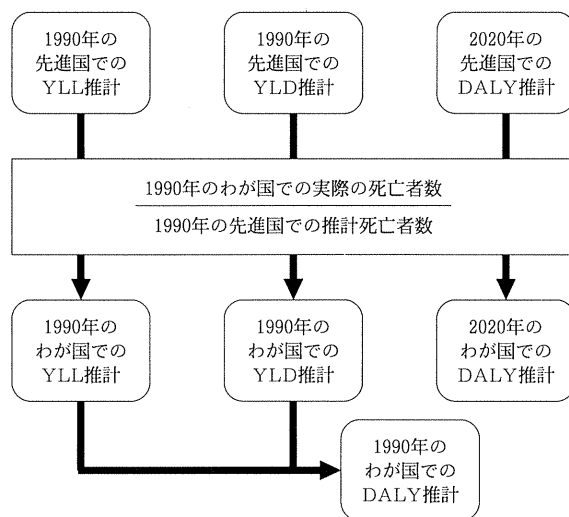 1990年の
先進国での
YLL推計
1990年の
先進国での
YLD推計
2020年の
先進国での
DALY推計
1990年のわが国での実際の死亡者数
1990年の先進国での推計死亡者数
1990年の
わが国での
YLL推計
1990年の
わが国での
YLD推計
2020年の
わが国での
DALY推計
1990年の
わが国での
DALY推計